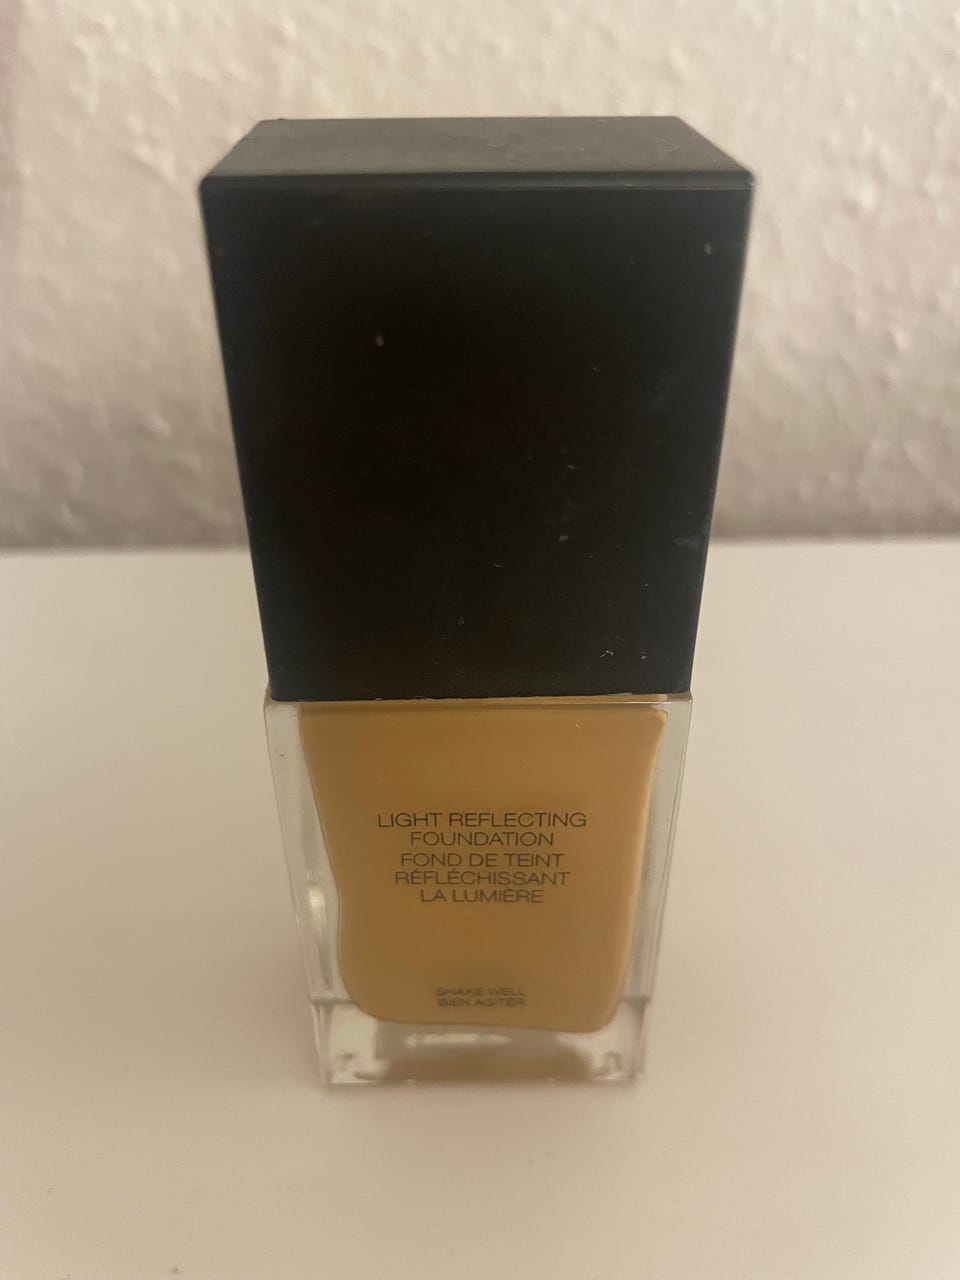 LIGHT REFLECTING
FOUNDATION
FOND DE TEINT
RÉFLÉCHISSANT
LA LUMIÈRE
SHAKE WELL
BIEN AGITER